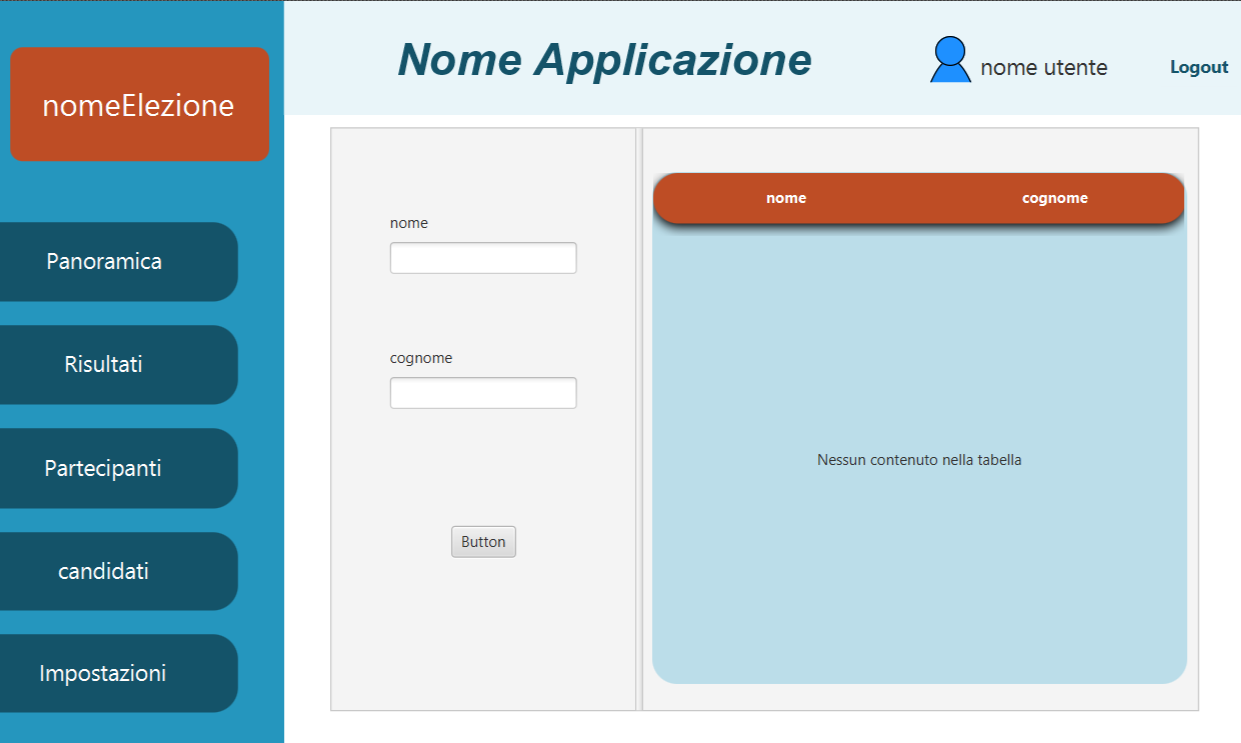 nomeElezione
Nome Applicazione
nome utente
Logout
Panoramica
Risultati
Partecipanti
candidati
Impostazioni
nome
cognome
Button
nome cognome
Nessun contenuto nella tabella